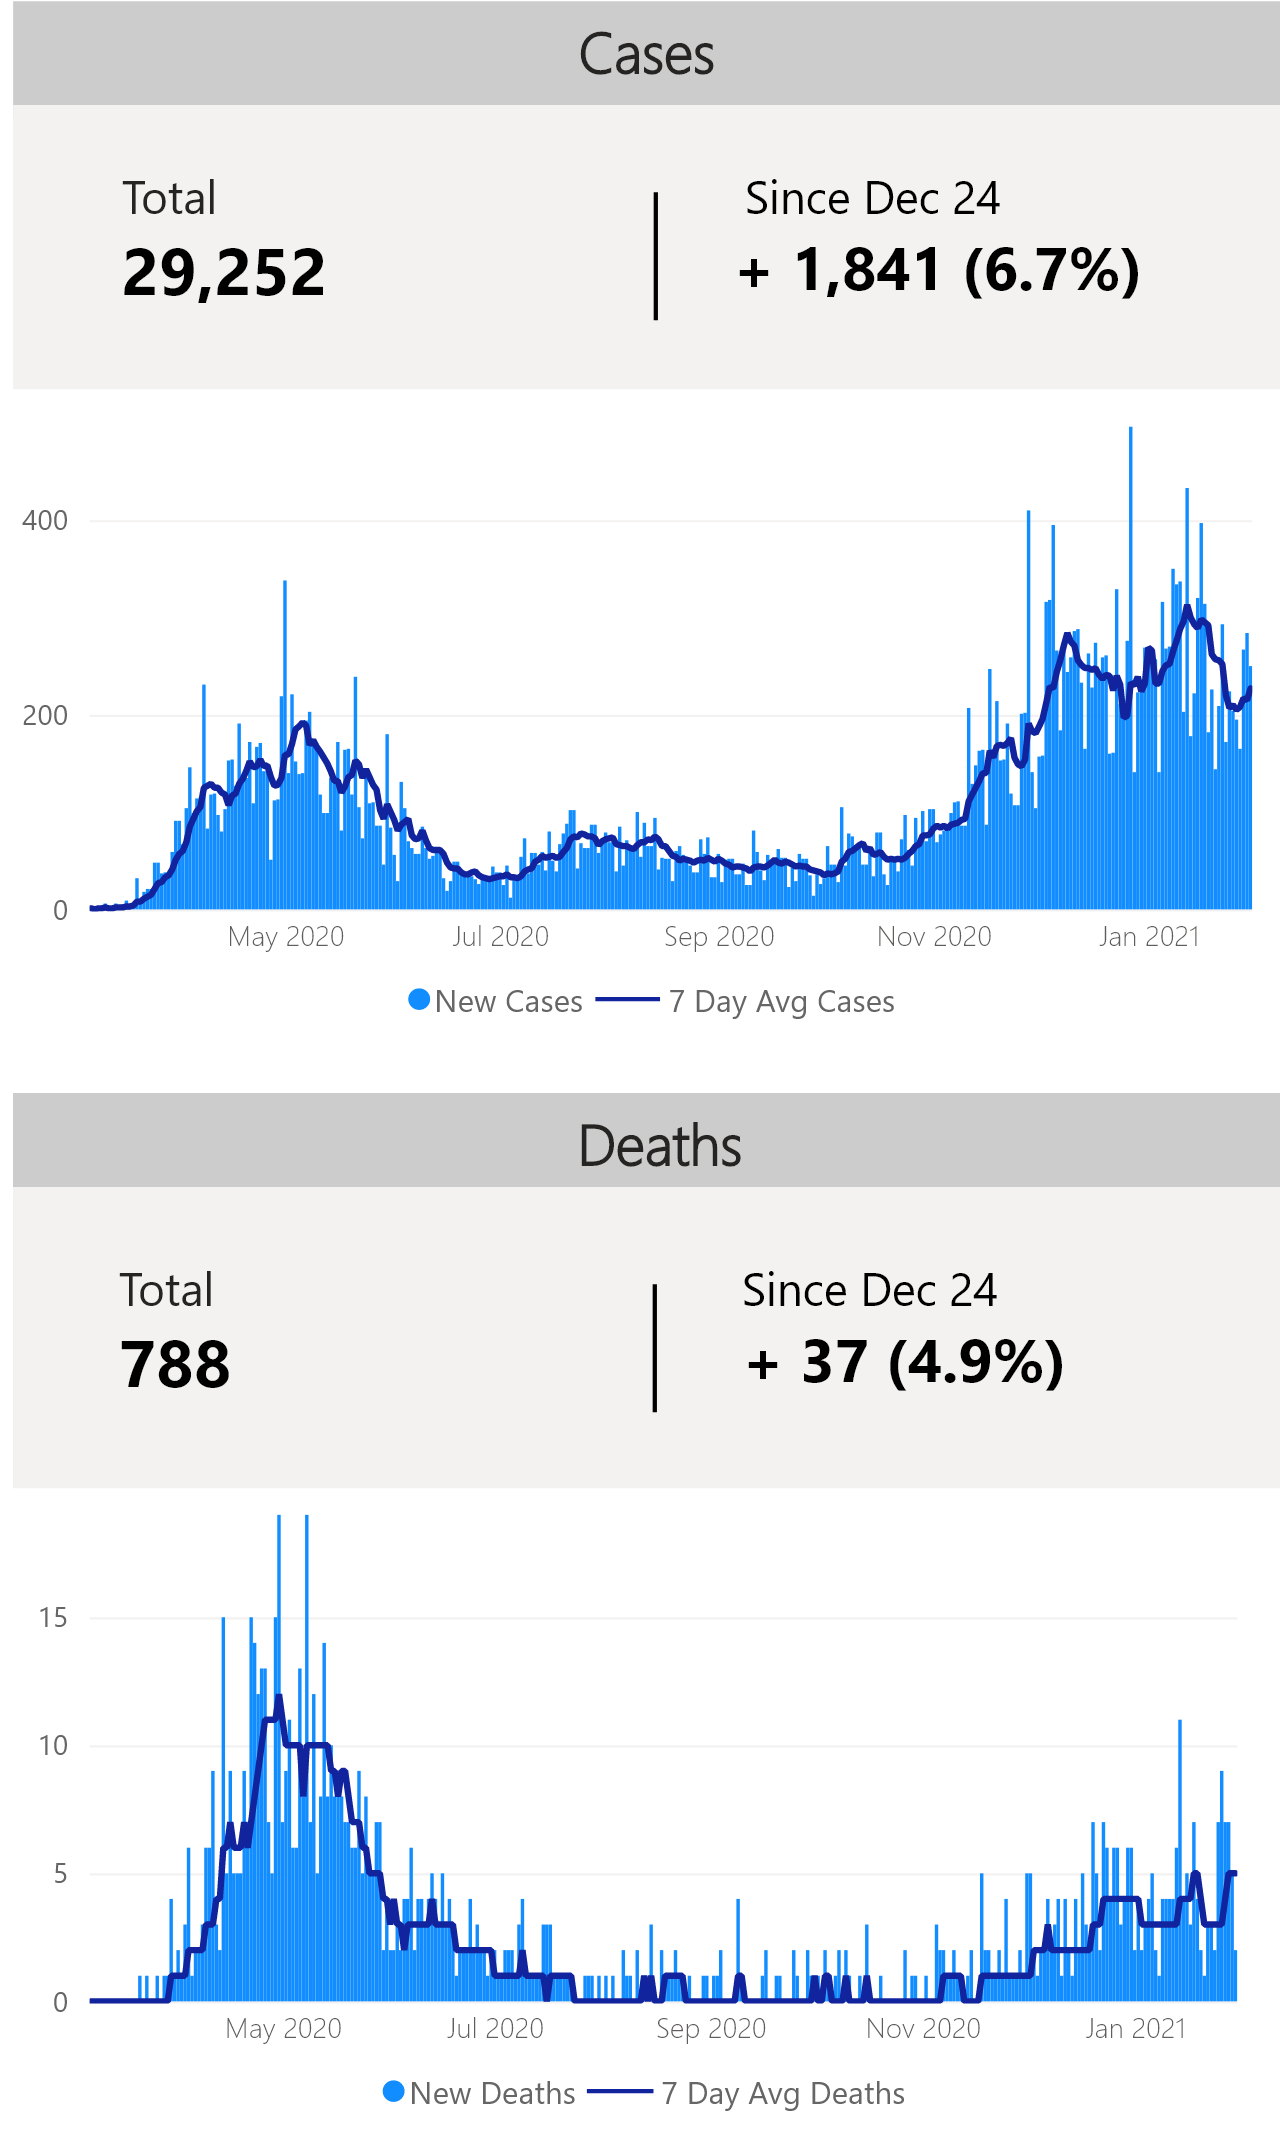 Cases
Total
29,252
Since Dec 24
+ 1,841 (6.7%)
400
200
0
May 2020 Jul 2020 Sep 2020 Nov 2020 Jan 2021
New Cases 7 Day Avg Cases
Deaths
Total
788
Since Dec 24
+ 37 (4.9%)
15
10
5
0
May 2020 Jul 2020 Sep 2020 Nov 2020 Jan 2021
New Deaths 7 Day Avg Deaths